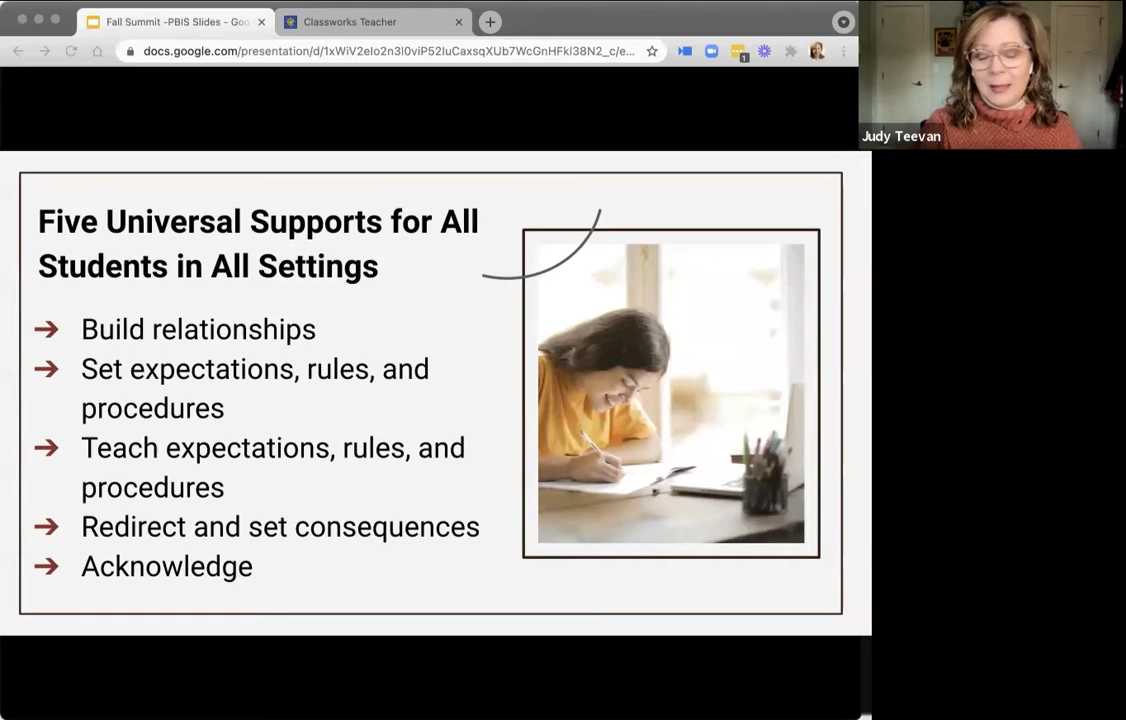 Fall Summit -PBIS Slides - Goo
Classworks Teacher
docs.google.com/presentation/d/1xWiV2eIo2n3l0viP52IuCaxsqXUb7WcGnHFkI38N2_c/e...
1
Judy Teevan
Five Universal Supports for All
Students in All Settings
➔ Build relationships
➔ Set expectations, rules, and
procedures
➔ Teach expectations, rules, and
procedures
➔ Redirect and set consequences
➔ Acknowledge